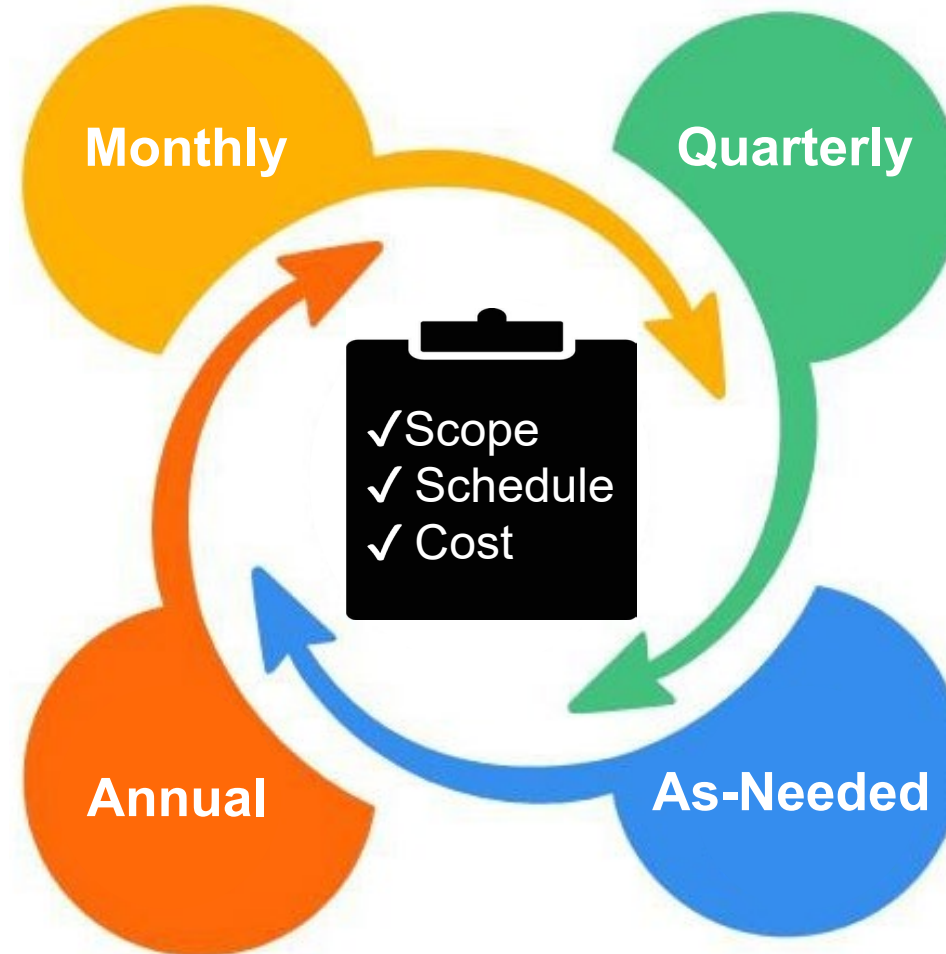 Monthly
Quarterly
✓Scope
✓ Schedule
✓ Cost
Annual
As-Needed